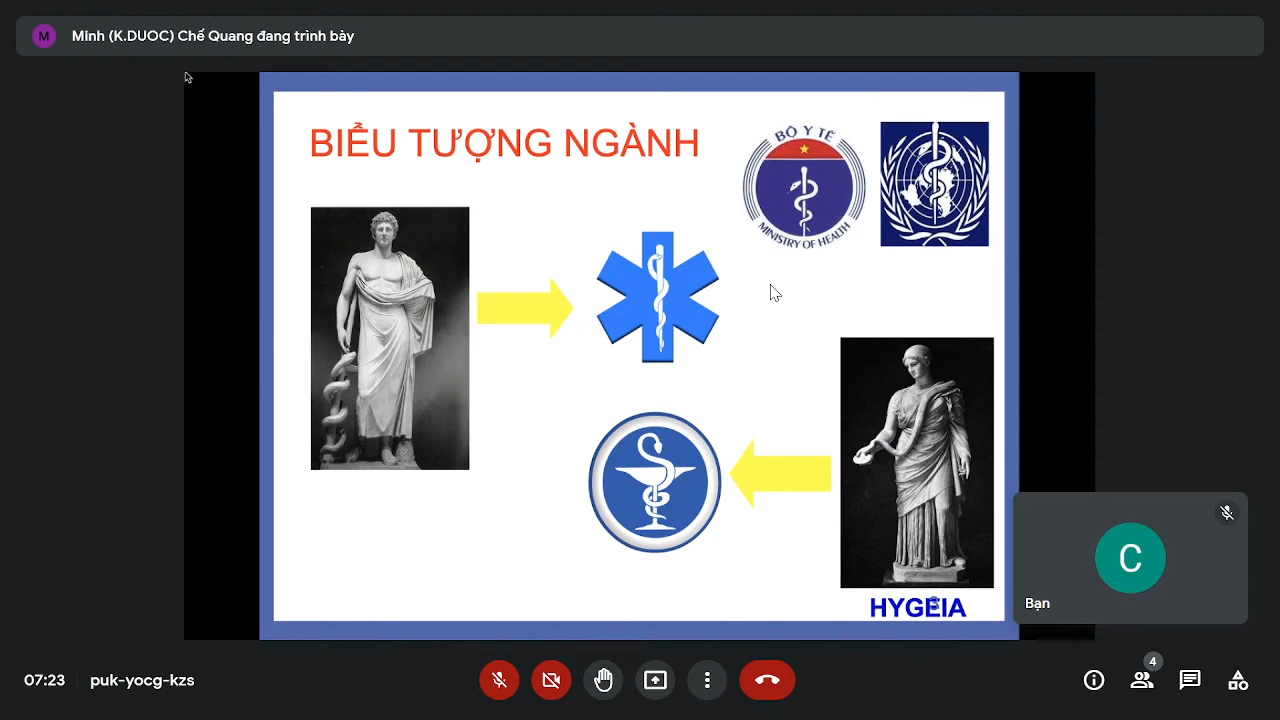 M
Minh (K.DUOC) Chế Quang đang trình bày
BIỂU TƯỢNG NGÀNH
BỘ Y TẾ
MINISTRY OF HEALTH
HYGEIA
C
Bạn
07:23
puk-yocg-kzs
4